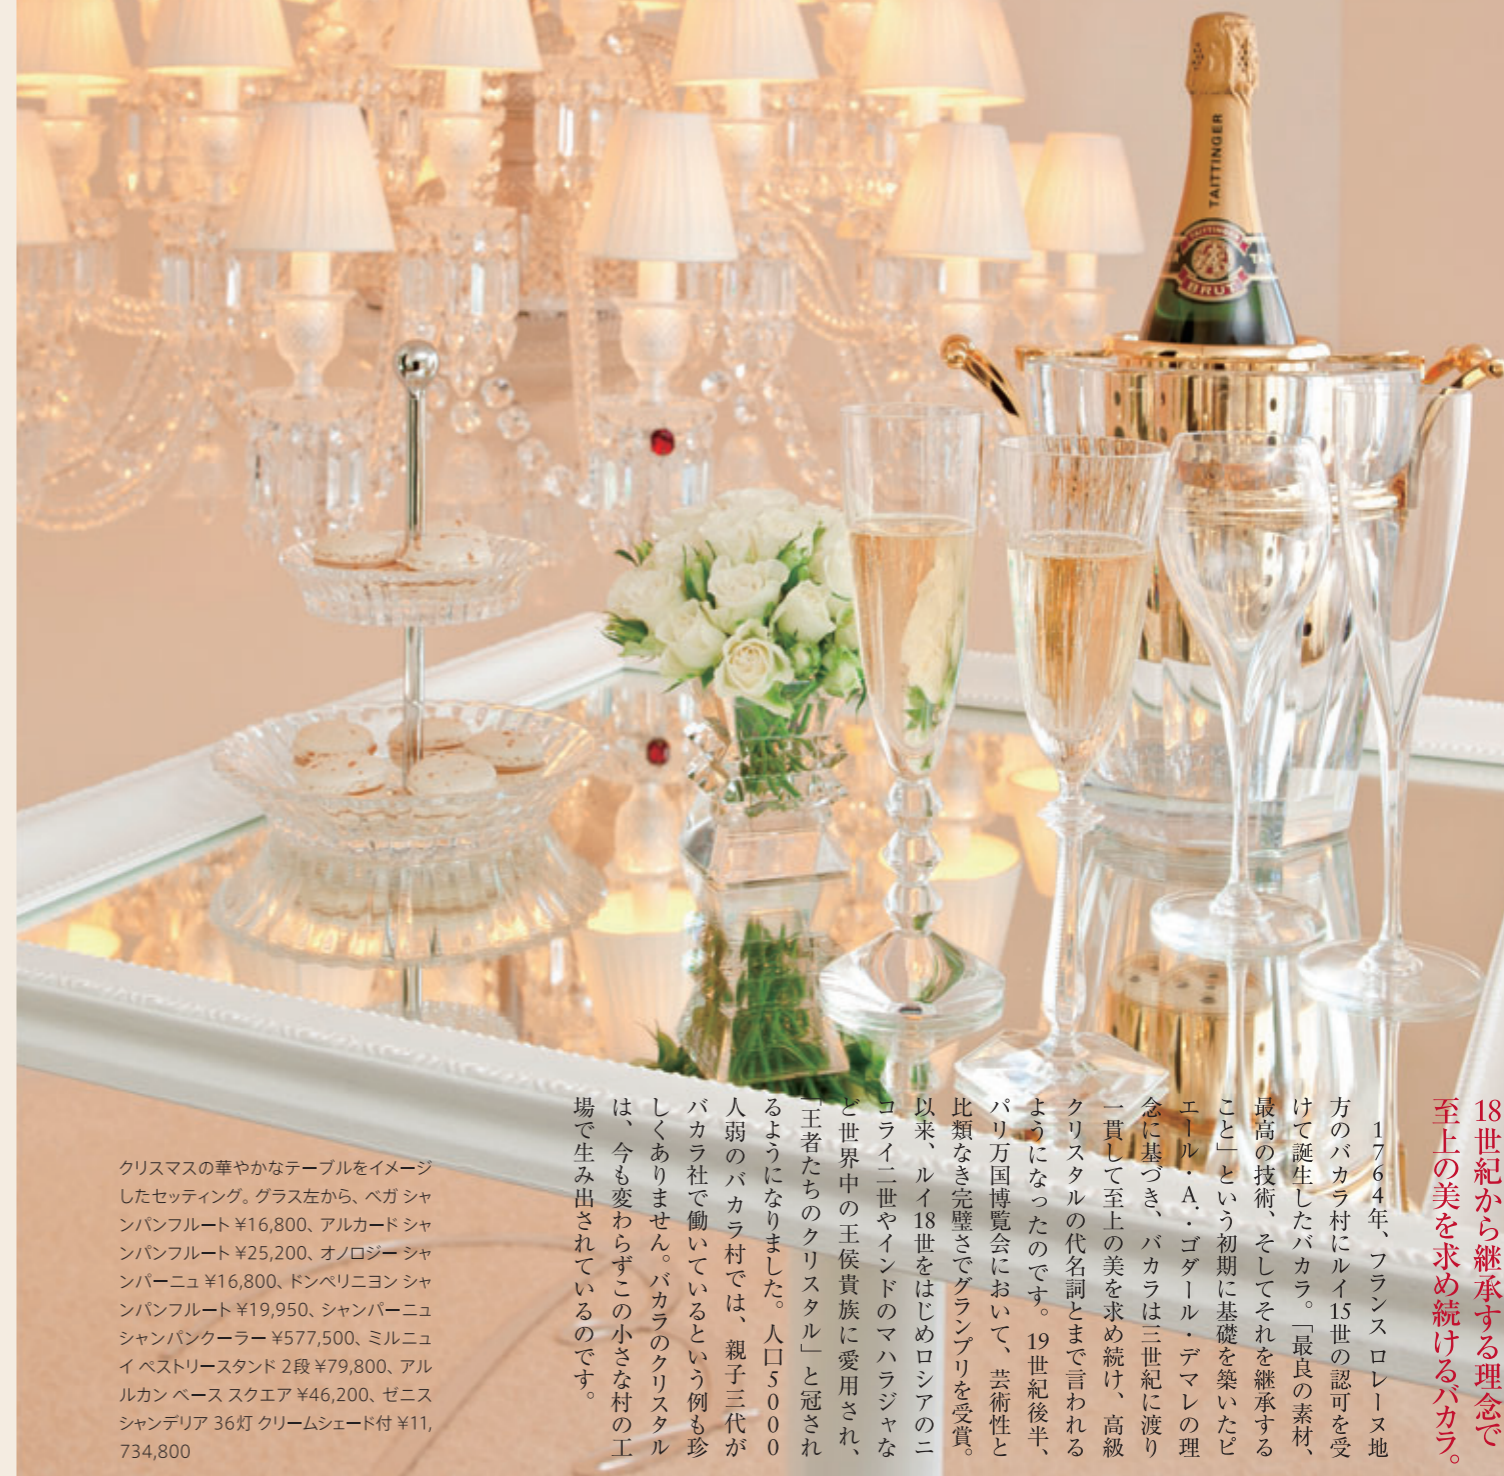 18世紀から継承する理念で
至上の美を求め続けるバカラ。
1764年、フランス ロレーヌ地
方のバカラ村にルイ15世の認可を受
けて誕生したバカラ。「最良の素材、
最高の技術、そしてそれを継承する
こと」という初期に基礎を築いたピ
エール・A・ゴダール・デマレの理
念に基づき、バカラは三世紀に渡り
一貫して至上の美を求め続け、高級
クリスタルの代名詞とまで言われる
ようになったのです。19世紀後半、
パリ万国博覧会において、芸術性と
比類なき完璧さでグランプリを受賞。
以来、ルイ18世をはじめロシアのニ
コライ二世やインドのマハラジャな
ど世界中の王侯貴族に愛用され、
「王者たちのクリスタル」と冠され
るようになりました。人口5000
人弱のバカラ村では、親子三代が
バカラ社で働いているという例も珍
しくありません。バカラのクリスタル
は、今も変わらずこの小さな村の工
場で生み出されているのです。
クリスマスの華やかなテーブルをイメージ
したセッティング。グラス左から、ベガ シャ
ンパンフルート ¥16,800、アルカード シャ
ンパンフルート ¥25,200、オノロジー シャ
ンパーニュ ¥16,800、ドンペリニヨン シャ
ンパンフルート ¥19,950、シャンパーニュ
シャンパンクーラー ¥577,500、ミルニュ
イ ペストリースタンド 2段 ¥79,800、アル
ルカン ベース スクエア ¥46,200、ゼニス
シャンデリア 36灯 クリームシェード付 ¥11,
734,800
TAITTINGER
TAITTINGER
BRUT